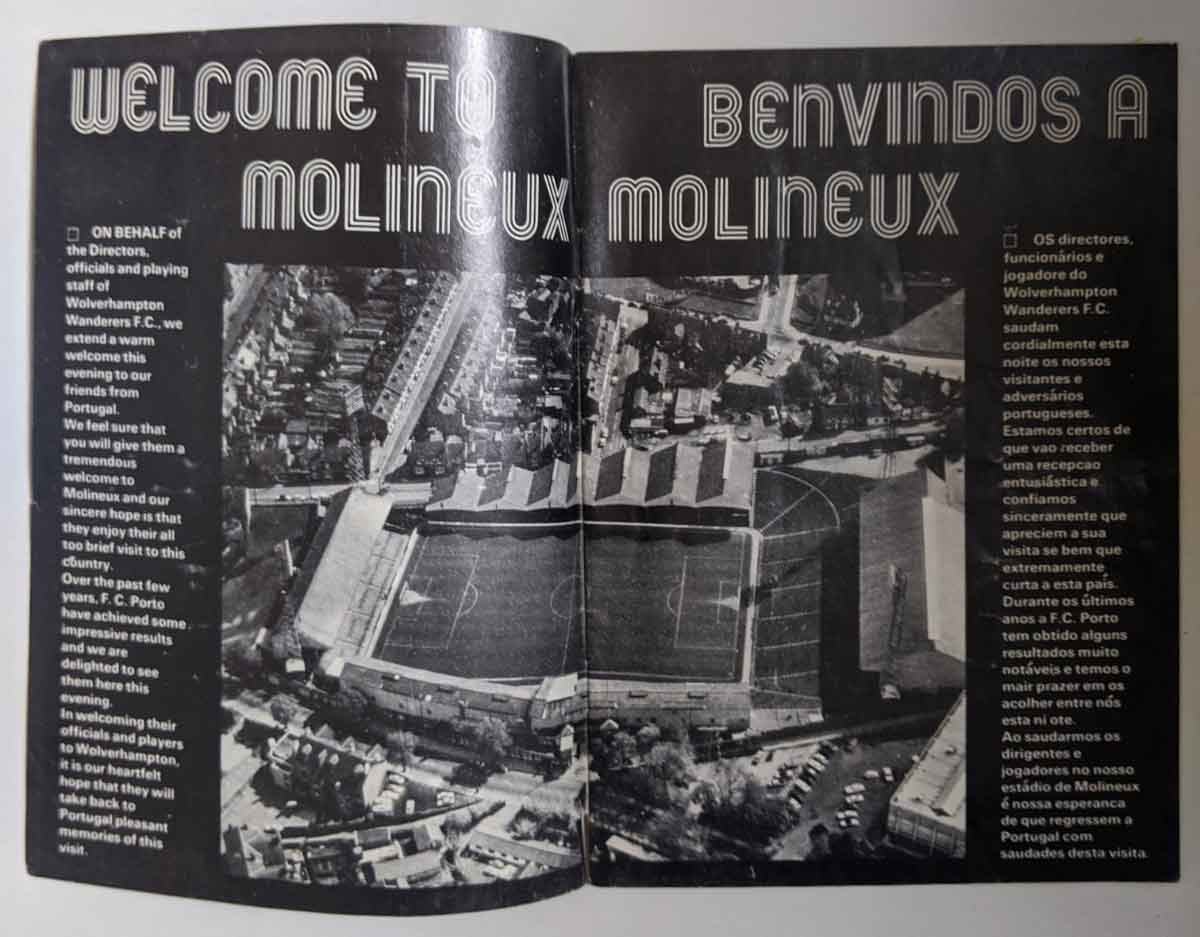 WELCOME TO
MOLINEUX
ON BEHALF of
the Directors,
officials and playing
staff of
Wolverhampton
Wanderers F.C., we
extend a warm
welcome this
evening to our
friends from
Portugal.
We feel sure that
you will give them a
tremendous
welcome to
Molineux and our
sincere hope is that
they enjoy their all
too brief visit to this
country.
Over the past few
years, F. C. Porto
have achieved some
impressive results
and we are
delighted to see
them here this
evening.
In welcoming their
officials and players
to Wolverhampton,
it is our heartfelt
hope that they will
take back to
Portugal pleasant
memories of this
visit.
BENVINDOS A
MOLINEUX
OS directores,
funcionários e
jogadore do
Wolverhampton
Wanderers F.C.
saudam
cordialmente esta
noite os nossos
visitantes e
adversários
portugueses.
Estamos certos de
que vao receber
uma recepcao
entusiástica e
confiamos
sinceramente que
apreciem a sua
visita se bem que
extremamente
curta a esta país.
Durante os últimos
anos a F.C. Porto
tem obtido alguns
resultados muito
notáveis e temos o
mair prazer em os
acolher entre nós
esta ni ote.
Ao saudarmos os
dirigentes e
jogadores no nosso
estádio de Molineux
é nossa esperanca
de que regressem a
Portugal com
saudades desta visita.